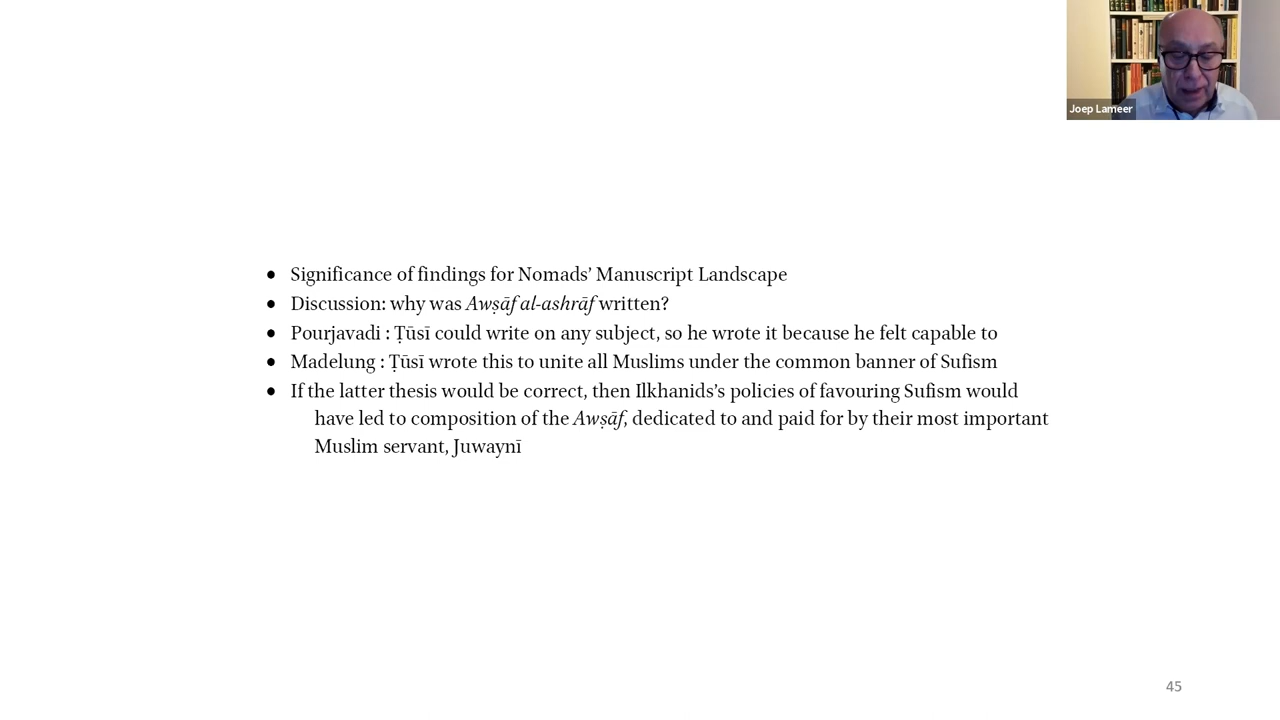 Joep Lameer
• Significance of findings for Nomads’ Manuscript Landscape
• Discussion: why was Awṣāf al-ashrāf written?
• Pourjavadi : Ṭūsī could write on any subject, so he wrote it because he felt capable to
• Madelung : Ṭūsī wrote this to unite all Muslims under the common banner of Sufism
• If the latter thesis would be correct, then Ilkhanids’s policies of favouring Sufism would
have led to composition of the Awṣāf, dedicated to and paid for by their most important
Muslim servant, Juwaynī
45